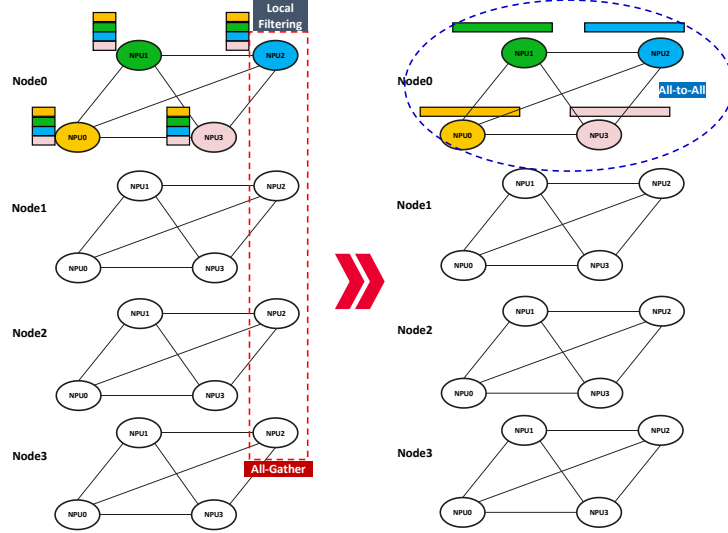 Local
Filtering
NPU1
NPU2
Node0
NPU0
NPU3
NPU1
NPU2
Node1
NPU0
NPU3
NPU1
NPU2
Node2
NPU0
NPU3
NPU1
NPU2
Node3
All-Gather
NPU0
NPU3
NPU1
NPU2
Node0
All-to-All
NPU0
NPU3
NPU1
NPU2
Node1
NPU0
NPU3
NPU1
NPU2
Node2
NPU0
NPU3
NPU1
NPU2
Node3
NPU0
NPU3